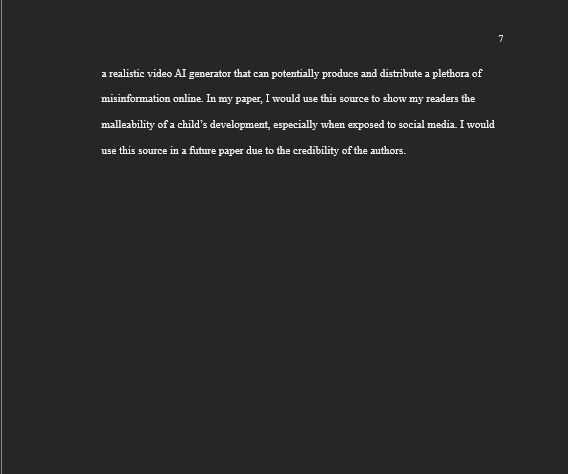 7
a realistic video AI generator that can potentially produce and distribute a plethora of
misinformation online. In my paper, I would use this source to show my readers the
malleability of a child’s development, especially when exposed to social media. I would
use this source in a future paper due to the credibility of the authors.